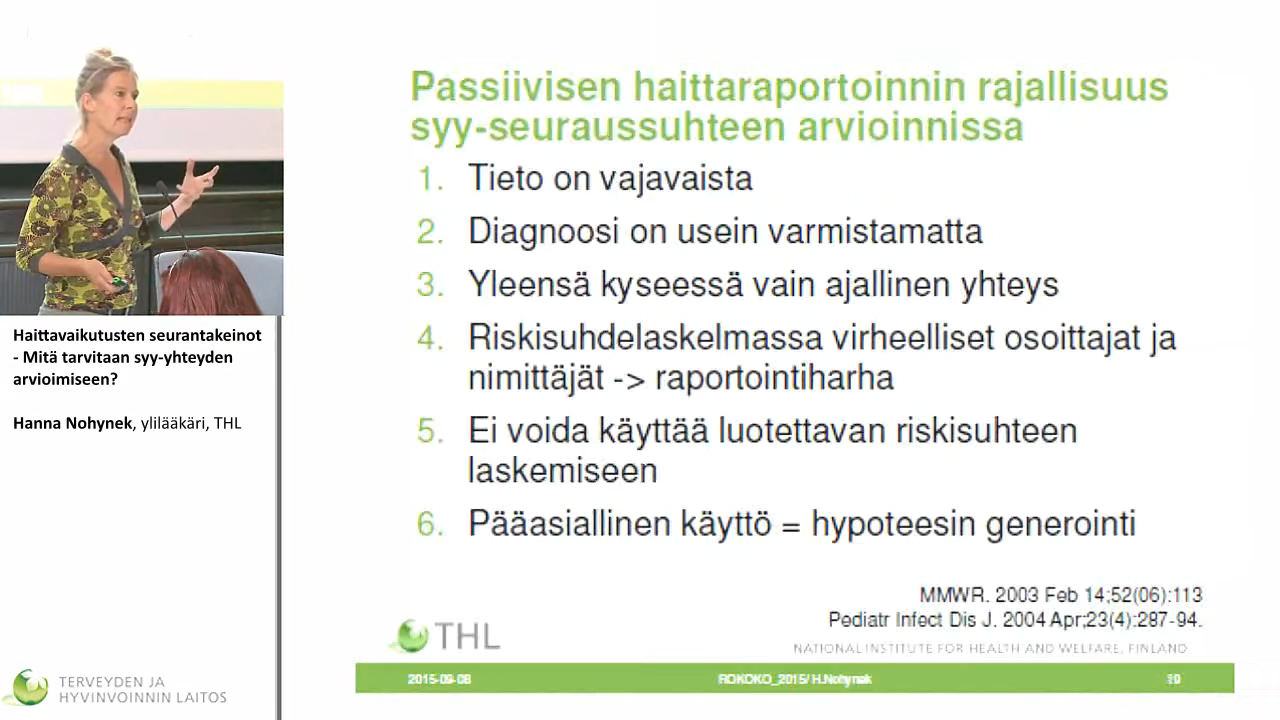 Passiivisen haittaraportoinnin rajallisuus
syy-seuraussuhteen arvioinnissa
1. Tieto on vajavaista
2. Diagnoosi on usein varmistamatta
3. Yleensä kyseessä vain ajallinen yhteys
4. Riskisuhdelaskelmassa virheelliset osoittajat ja
nimittäjät -> raportointiharha
5. Ei voida käyttää luotettavan riskisuhteen
laskemiseen
6. Pääasiallinen käyttö = hypoteesin generointi
MMWR. 2003 Feb 14;52(06):113
Pediatr Infect Dis J. 2004 Apr;23(4):287-94.
THL
NATIONAL INSTITUTE FOR HEALTH AND WELFARE, FINLAND
2015-09-08
ROKOKO_2015/ H.Nohynek
19
Haittavaikutusten seurantakeinot
- Mitä tarvitaan syy-yhteyden
arvioimiseen?
Hanna Nohynek, ylilääkäri, THL
TERVEYDEN JA
HYVINVOINNIN LAITOS